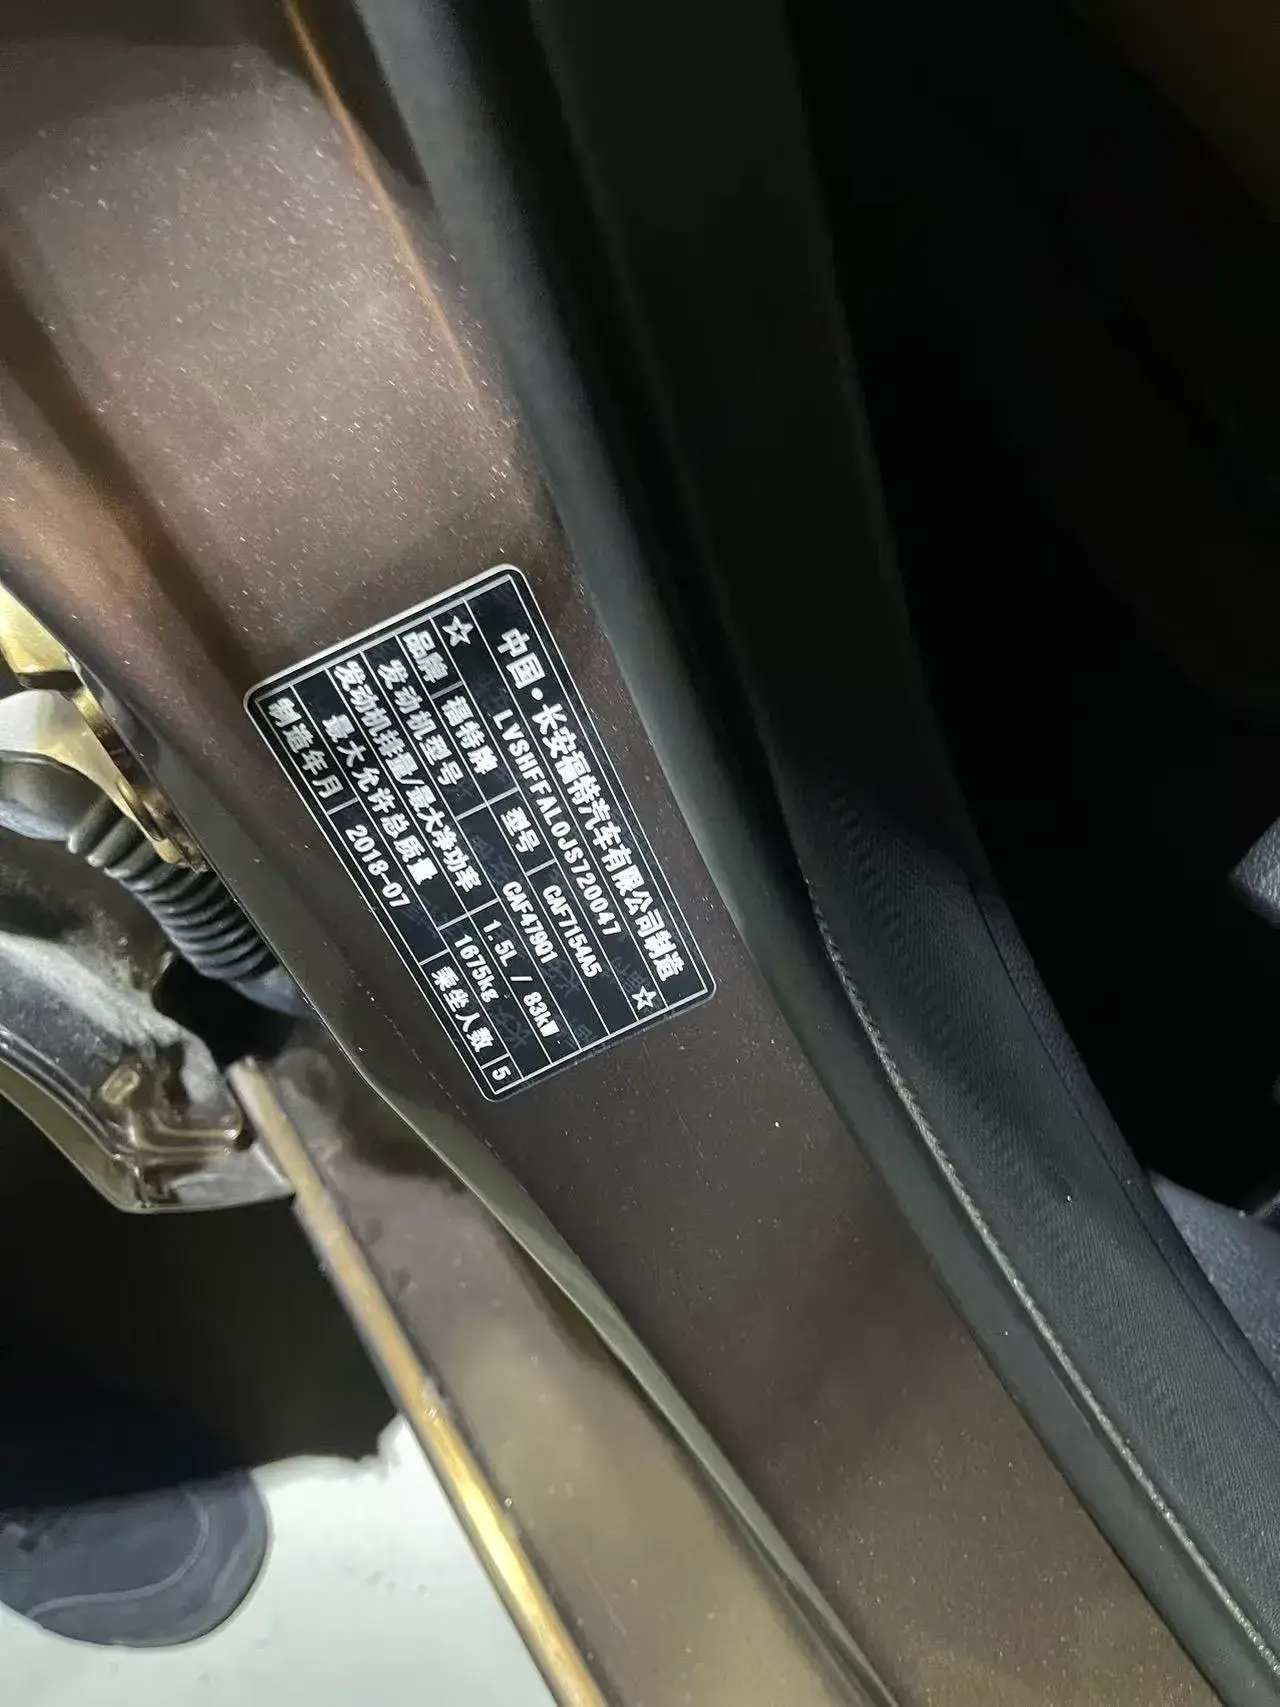 中国·长安福特汽车有限公司制造
☆ LVSHFFAL0JS720047 ☆
品牌 福特牌 型号 CAF7154A5
发动机型号 CAF479Q1
发动机排量/最大净功率 1.5L / 83kW
最大允许总质量 1675kg
制造年月 2018-07 乘坐人数 5